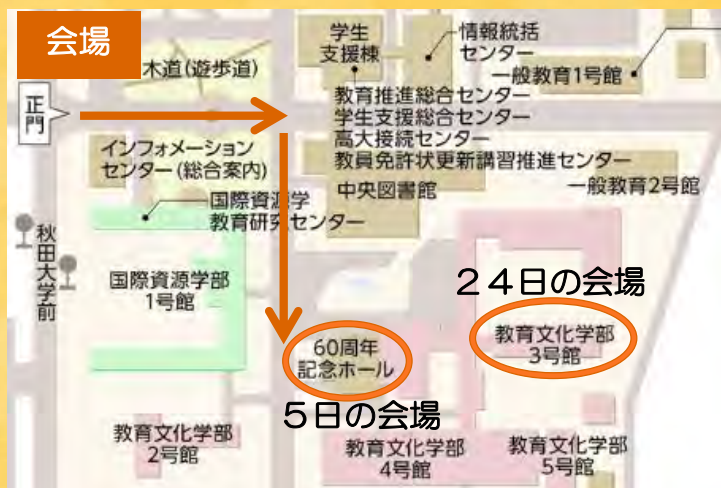 会場
木道(遊歩道)
学生
支援棟
情報統括
センター
一般教育1号館
正門
教育推進総合センター
学生支援総合センター
高大接続センター
教員免許状更新講習推進センター
インフォメーション
センター(総合案内)
中央図書館
一般教育2号館
国際資源学
教育研究センター
秋田大学前
国際資源学部
1号館
24日の会場
教育文化学部
3号館
60周年
記念ホール
5日の会場
教育文化学部
2号館
教育文化学部
4号館
教育文化学部
5号館